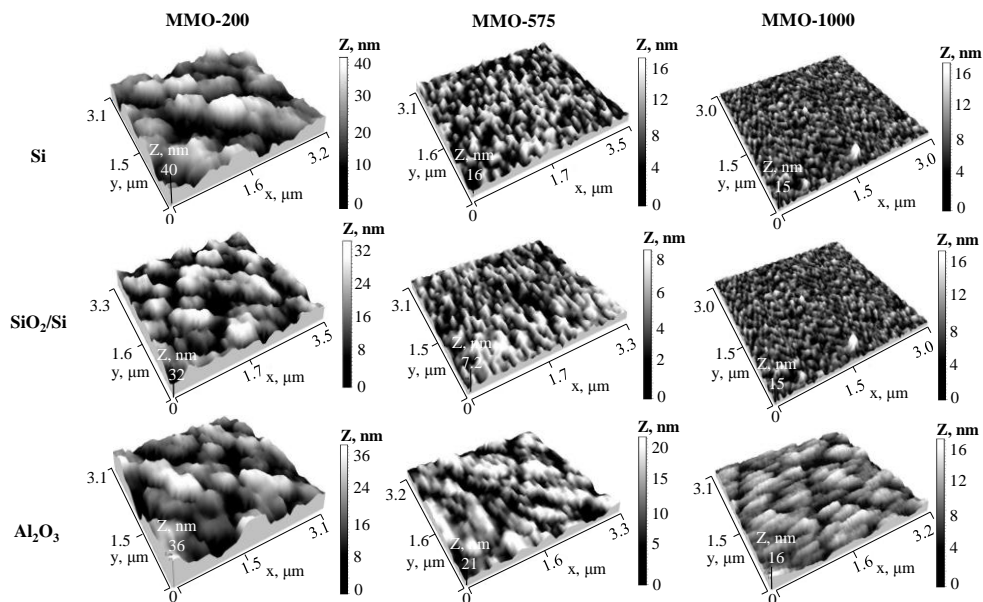 MMO-200 MMO-575 MMO-1000
Si
Z, nm
40
30
20
10
0
3.1
1.5
y, μm
Z, nm
40
0
1.6
x, μm
3.2
Z, nm
16
12
8
4
0
3.1
1.6
y, μm
Z, nm
16
0
1.7
x, μm
3.5
Z, nm
16
12
8
4
0
3.0
1.5
y, μm
Z, nm
15
0
1.5
x, μm
3.0
SiO₂/Si
Z, nm
32
24
16
8
0
3.3
1.6
y, μm
Z, nm
32
0
1.7
x, μm
3.5
Z, nm
8
6
4
2
0
3.1
1.5
y, μm
Z, nm
7.2
0
1.7
x, μm
3.3
Z, nm
16
12
8
4
0
3.0
1.5
y, μm
Z, nm
15
0
1.5
x, μm
3.0
Al₂O₃
Z, nm
36
28
16
8
0
3.1
1.5
y, μm
Z, nm
36
0
1.5
x, μm
3.1
Z, nm
20
15
10
5
0
3.2
1.6
y, μm
Z, nm
21
0
1.6
x, μm
3.3
Z, nm
16
12
8
4
0
3.1
1.5
y, μm
Z, nm
16
0
1.6
x, μm
3.2